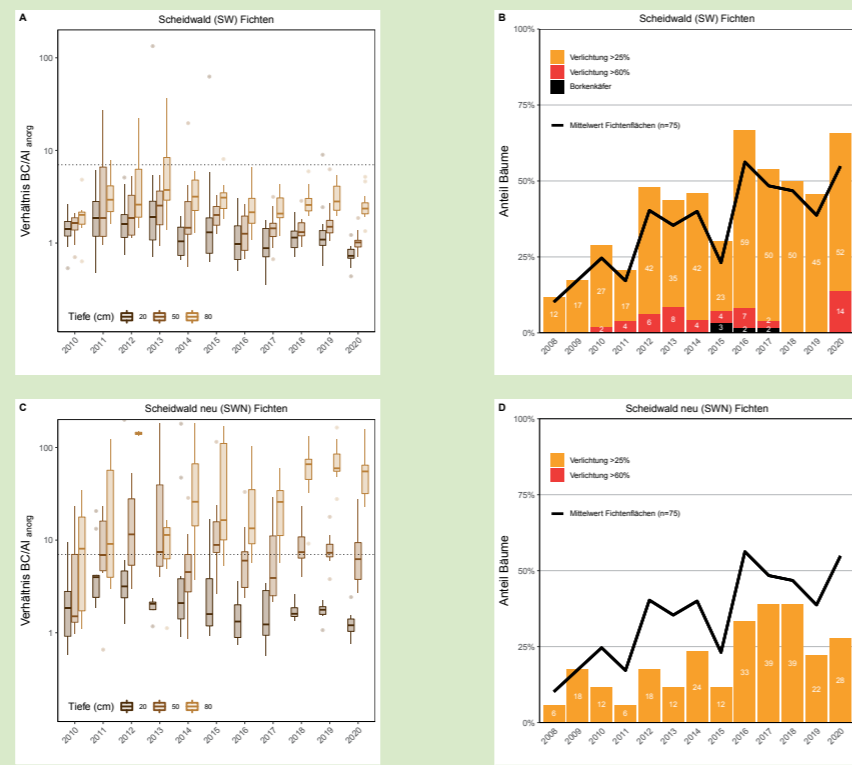 A
Scheidwald (SW) Fichten
Verhältnis BC/Al anorg
100
10
1
Tiefe (cm) 20 50 80
2010 2011 2012 2013 2014 2015 2016 2017 2018 2019 2020
B
Scheidwald (SW) Fichten
Anteil Bäume
100%
75%
50%
25%
0%
Verlichtung >25%
Verlichtung >60%
Borkenkäfer
Mittelwert Fichtenflächen (n=75)
12 17 27 17 42 35 42 23 59 50 50 45 52
2 4 6 8 4 4 7 2 14
3 2 2
2008 2009 2010 2011 2012 2013 2014 2015 2016 2017 2018 2019 2020
C
Scheidwald neu (SWN) Fichten
Verhältnis BC/Al anorg
100
10
1
Tiefe (cm) 20 50 80
2010 2011 2012 2013 2014 2015 2016 2017 2018 2019 2020
D
Scheidwald neu (SWN) Fichten
Anteil Bäume
100%
75%
50%
25%
0%
Verlichtung >25%
Verlichtung >60%
Mittelwert Fichtenflächen (n=75)
6 18 12 6 18 12 24 12 33 39 39 22 28
2008 2009 2010 2011 2012 2013 2014 2015 2016 2017 2018 2019 2020